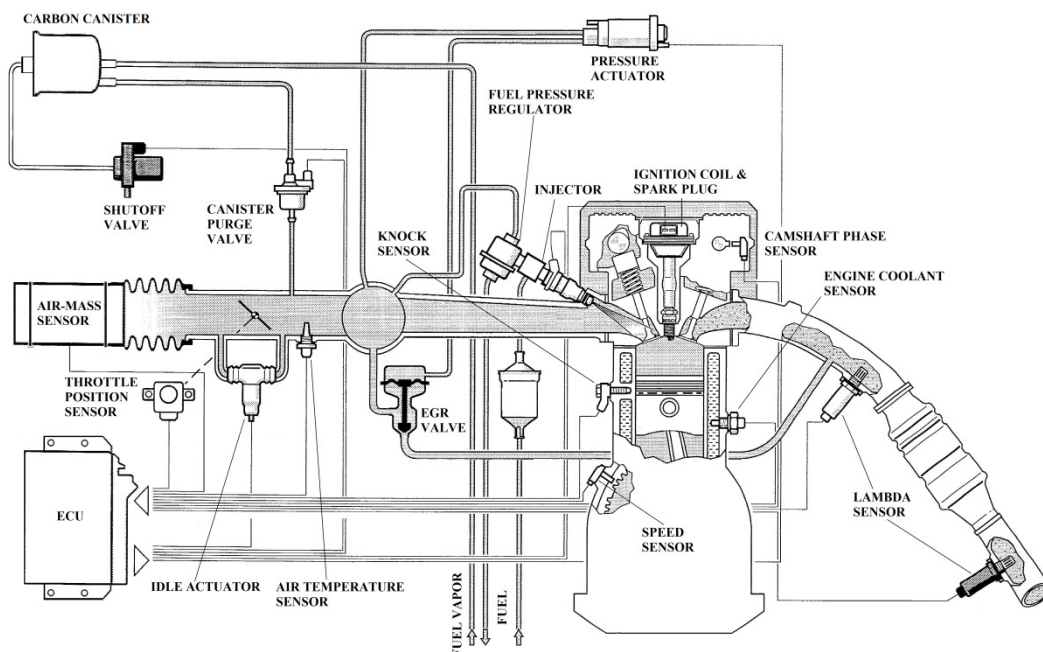 CARBON CANISTER
PRESSURE
ACTUATOR
FUEL PRESSURE
REGULATOR
IGNITION COIL &
SPARK PLUG
INJECTOR
SHUTOFF
VALVE
CANISTER
PURGE
VALVE
KNOCK
SENSOR
CAMSHAFT PHASE
SENSOR
ENGINE COOLANT
SENSOR
AIR-MASS
SENSOR
THROTTLE
POSITION
SENSOR
EGR
VALVE
ECU
LAMBDA
SENSOR
SPEED
SENSOR
IDLE ACTUATOR
AIR TEMPERATURE
SENSOR
FUEL VAPOR
FUEL